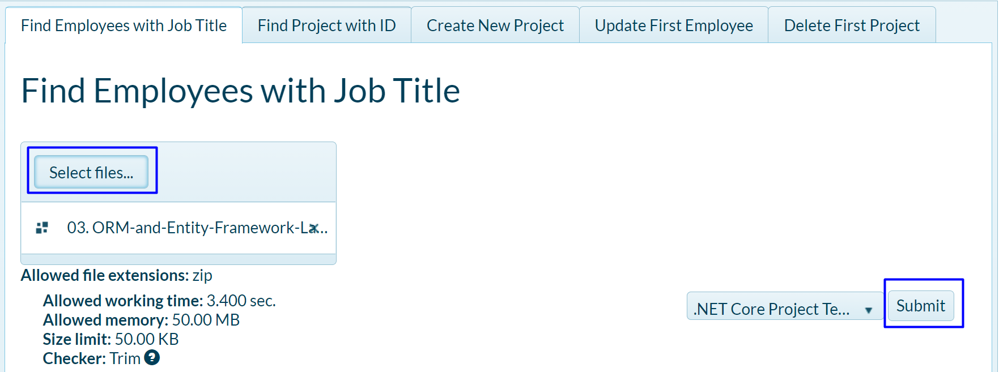 Find Employees with Job Title
Find Project with ID
Create New Project
Update First Employee
Delete First Project
Find Employees with Job Title
Select files...
03. ORM-and-Entity-Framework-La...
Allowed file extensions: zip
Allowed working time: 3.400 sec.
Allowed memory: 50.00 MB
Size limit: 50.00 KB
Checker: Trim ?
.NET Core Project Te...
Submit